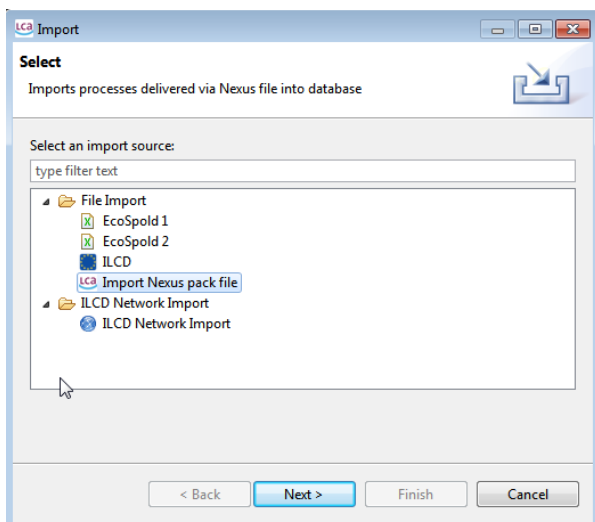 LCA Import
Select
Imports processes delivered via Nexus file into database
Select an import source:
type filter text
File Import
X EcoSpold 1
X EcoSpold 2
ILCD
LCA Import Nexus pack file
ILCD Network Import
ILCD Network Import
< Back Next > Finish Cancel